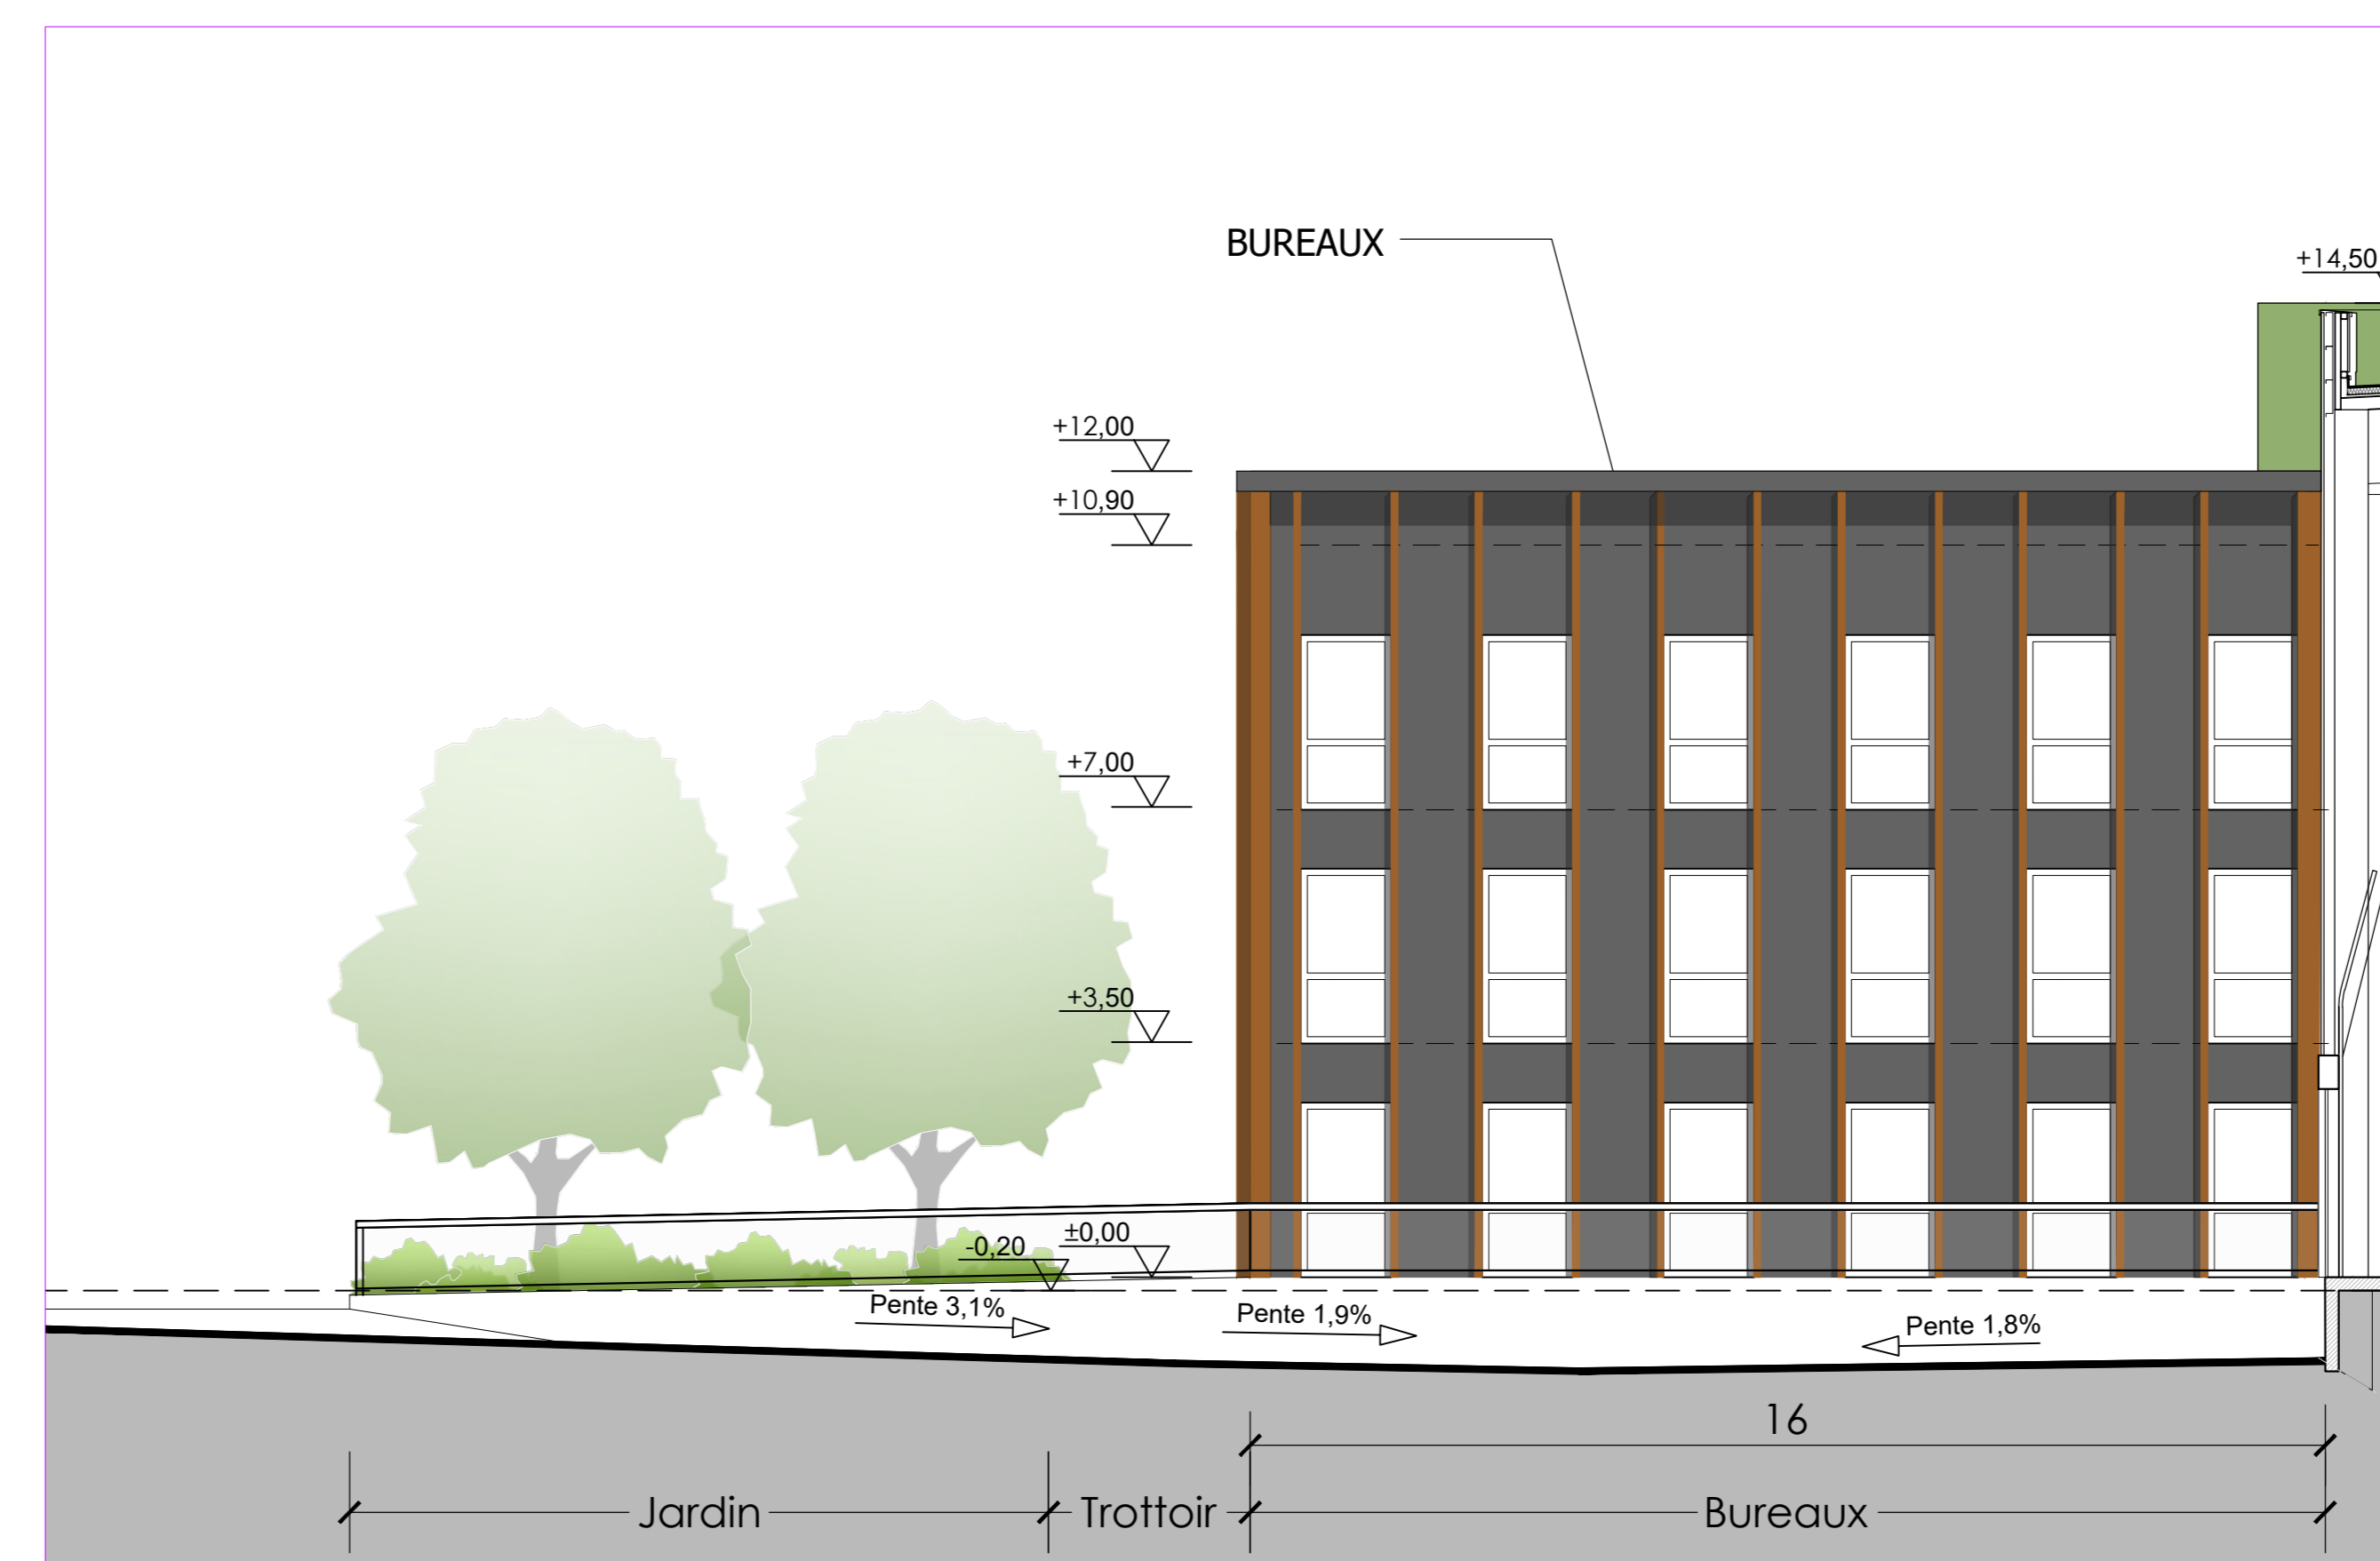 BUREAUX
+14,50
+12,00
+10,90
+7,00
+3,50
±0,00
-0,20
Pente 3,1%
Pente 1,9%
Pente 1,8%
16
Jardin
Trottoir
Bureaux